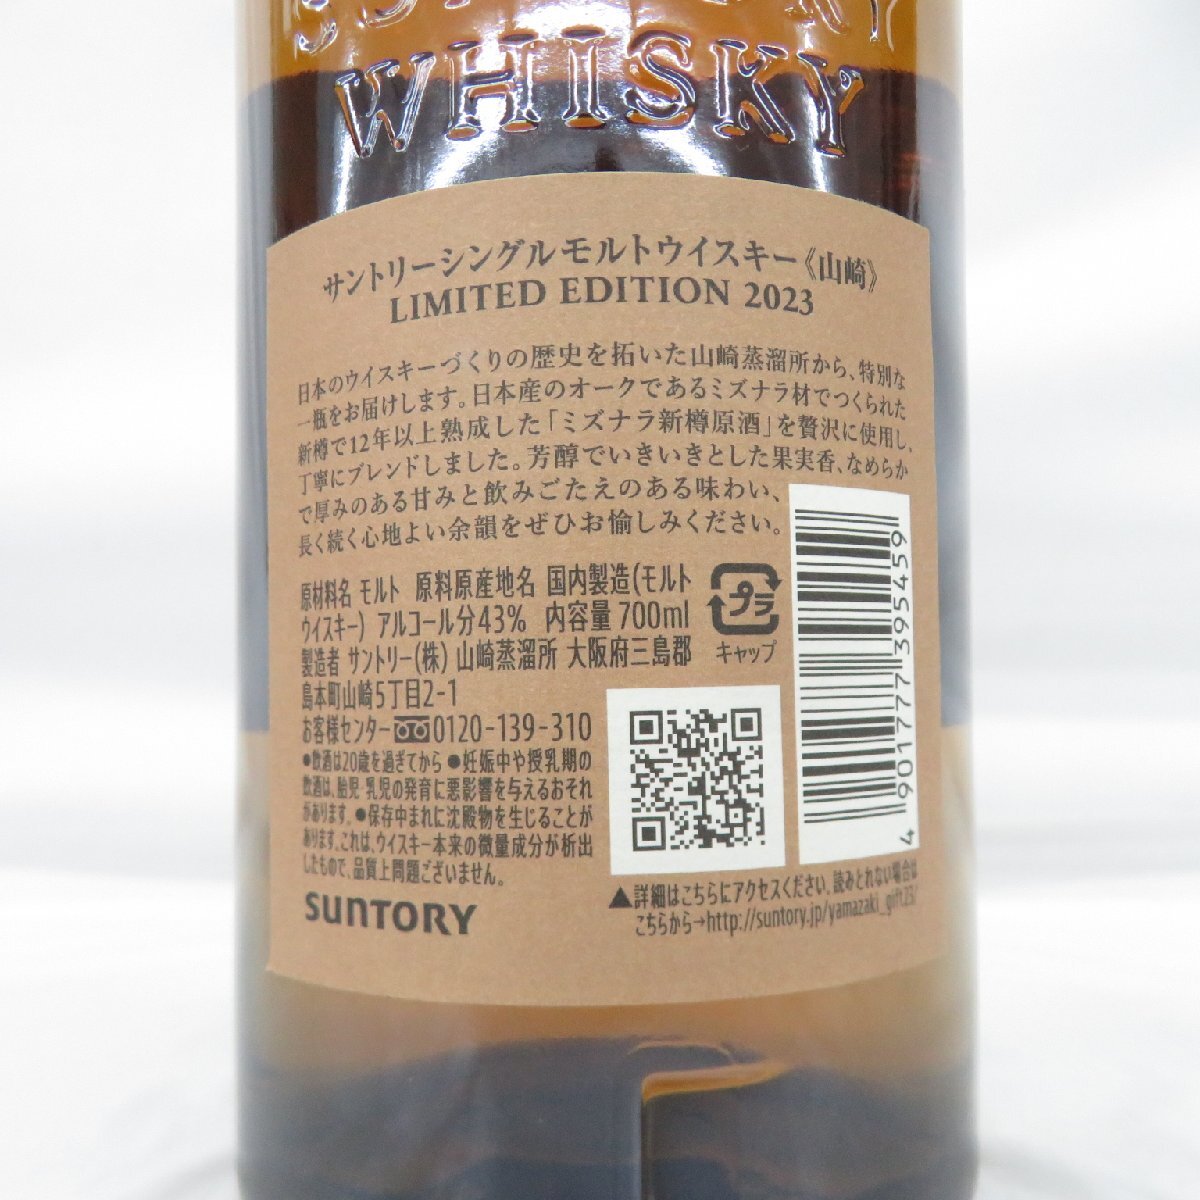 SUNTORY
WHISKY
サントリーシングルモルトウイスキー《山崎》
LIMITED EDITION 2023
日本のウイスキーづくりの歴史を拓いた山崎蒸溜所から、特別な
一瓶をお届けします。日本産のオークであるミズナラ材でつくられた
新樽で12年以上熟成した「ミズナラ新樽原酒」を贅沢に使用し、
丁寧にブレンドしました。芳醇でいきいきとした果実香、なめらか
で厚みのある甘みと飲みごたえのある味わい、
長く続く心地よい余韻をぜひお愉しみください。
原材料名 モルト 原料原産地名 国内製造(モルト
ウイスキー) アルコール分43% 内容量 700ml
製造者 サントリー(株) 山崎蒸溜所 大阪府三島郡
島本町山崎5丁目2-1
お客様センター 0120-139-310
●飲酒は20歳を過ぎてから ●妊娠中や授乳期の
飲酒は、胎児・乳児の発育に悪影響を与えるおそれ
があります。●保存中まれに沈殿物を生じることが
あります。これは、ウイスキー本来の微量成分が析出
したもので、品質上問題ございません。
SUNTORY
プラ
キャップ
4 901777 395459
▲詳細はこちらにアクセスください。読みとれない場合は
こちらから→http://suntory.jp/yamazaki_gift23/